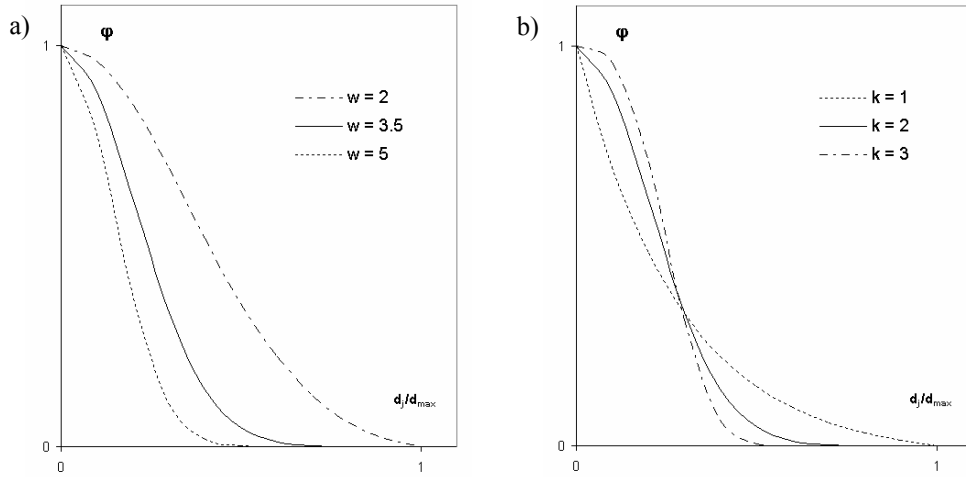 a)
φ
1
w = 2
w = 3.5
w = 5
dj/dmax
0
0
1
b)
φ
1
k = 1
k = 2
k = 3
dj/dmax
0
0
1